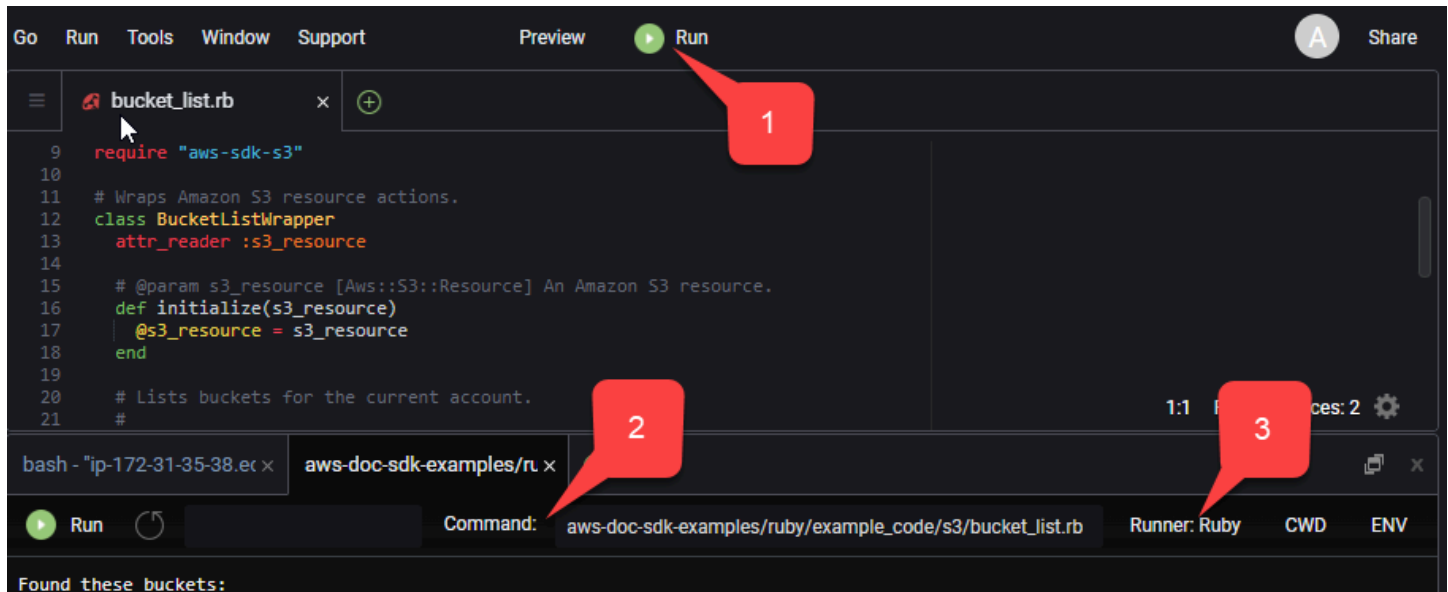 Go Run Tools Window Support Preview Run A Share
bucket_list.rb
1
9 require "aws-sdk-s3"
10
11 # Wraps Amazon S3 resource actions.
12 class BucketListWrapper
13 attr_reader :s3_resource
14
15 # @param s3_resource [Aws::S3::Resource] An Amazon S3 resource.
16 def initialize(s3_resource)
17 @s3_resource = s3_resource
18 end
19
20 # Lists buckets for the current account.
21 #
1:1 2
2
3
bash - "ip-172-31-35-38.ec aws-doc-sdk-examples/ru
Run Command: aws-doc-sdk-examples/ruby/example_code/s3/bucket_list.rb Runner: Ruby CWD ENV
Found these buckets: